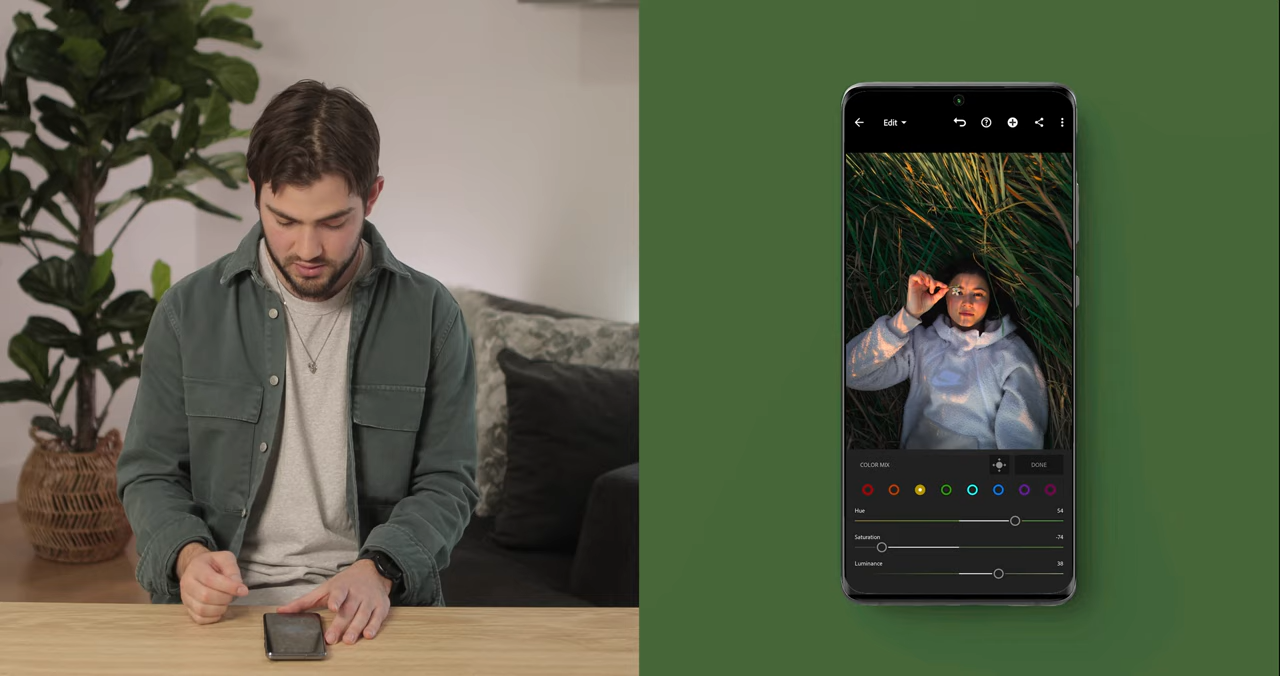 Edit
COLOR MIX DONE
Hue 54
Saturation -74
Luminance 38